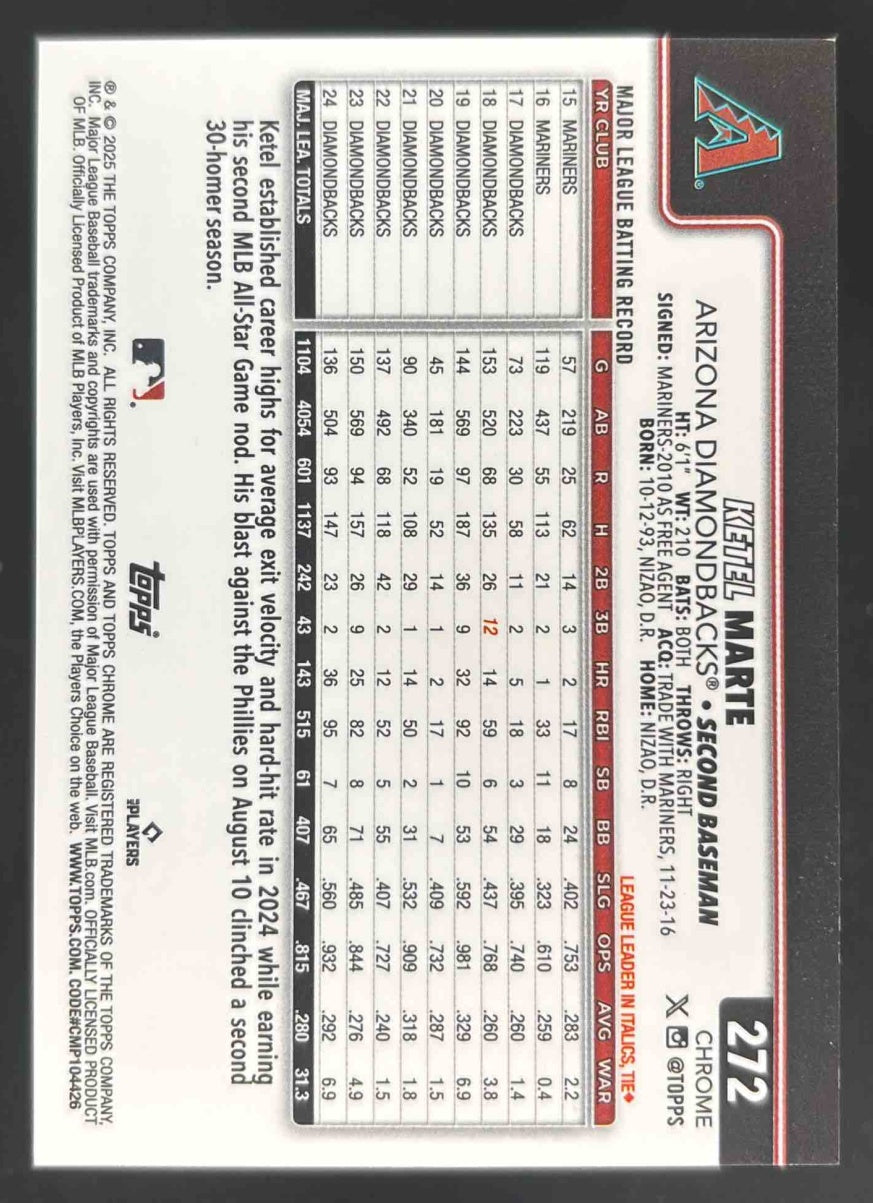 272
CHROME
@TOPPS
KETEL MARTE
ARIZONA DIAMONDBACKS® • SECOND BASEMAN
HT: 6'1" WT: 210 BATS: BOTH THROWS: RIGHT
SIGNED: MARINERS-2010 AS FREE AGENT ACQ: TRADE WITH MARINERS, 11-23-16
BORN: 10-12-93, NIZAO, D.R. HOME: NIZAO, D.R.
MAJOR LEAGUE BATTING RECORD LEAGUE LEADER IN ITALICS, TIE♦
YR CLUB G AB R H 2B 3B HR RBI SB BB SLG OPS AVG WAR
15 MARINERS 57 219 25 62 14 3 2 17 8 24 .402 .753 .283 2.2
16 MARINERS 119 437 55 113 21 2 1 33 11 18 .323 .610 .259 0.4
17 DIAMONDBACKS 73 223 30 58 11 2 5 18 3 29 .395 .740 .260 1.4
18 DIAMONDBACKS 153 520 68 135 26 12 14 59 6 54 .437 .768 .260 3.8
19 DIAMONDBACKS 144 569 97 187 36 9 32 92 10 53 .592 .981 .329 6.9
20 DIAMONDBACKS 45 181 19 52 14 1 2 17 1 7 .409 .732 .287 1.5
21 DIAMONDBACKS 90 340 52 108 29 1 14 50 2 31 .532 .909 .318 1.8
22 DIAMONDBACKS 137 492 68 118 42 2 12 52 5 55 .407 .727 .240 1.5
23 DIAMONDBACKS 150 569 94 157 26 9 25 82 8 71 .485 .844 .276 4.9
24 DIAMONDBACKS 136 504 93 147 23 2 36 95 7 65 .560 .932 .292 6.9
MAJ. LEA. TOTALS 1104 4054 601 1137 242 43 143 515 61 407 .467 .815 .280 31.3
Ketel established career highs for average exit velocity and hard-hit rate in 2024 while earning
his second MLB All-Star Game nod. His blast against the Phillies on August 10 clinched a second
30-homer season.
topps®
PLAYERS
® & © 2025 THE TOPPS COMPANY, INC. ALL RIGHTS RESERVED. TOPPS AND TOPPS CHROME ARE REGISTERED TRADEMARKS OF THE TOPPS COMPANY,
INC. Major League Baseball trademarks and copyrights are used with permission of Major League Baseball. Visit MLB.com. OFFICIALLY LICENSED PRODUCT
OF MLB. Officially Licensed Product of MLB Players, Inc. Visit MLBPLAYERS.COM, the Players Choice on the web. WWW.TOPPS.COM. CODE#CMP104426